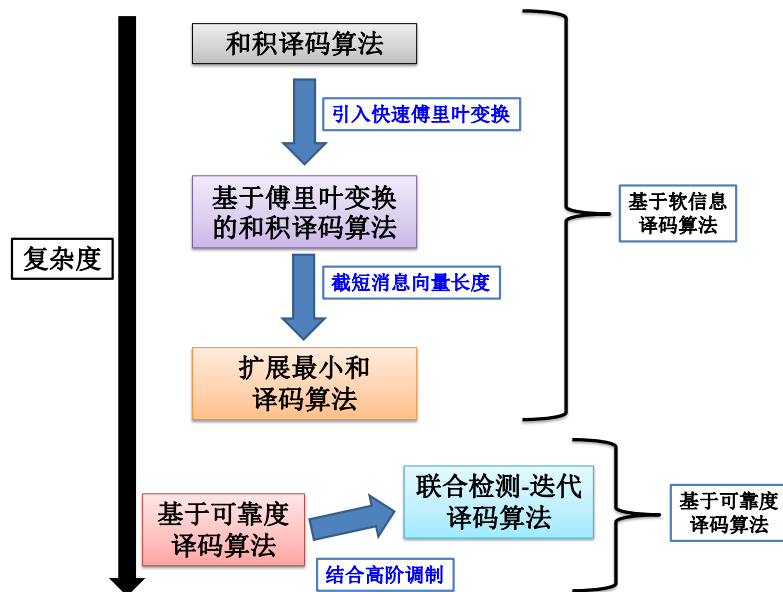 和积译码算法
引入快速傅里叶变换
基于傅里叶变换
的和积译码算法
基于软信息
译码算法
复杂度
截短消息向量长度
扩展最小和
译码算法
联合检测-迭代
译码算法
基于可靠度
译码算法
基于可靠度
译码算法
结合高阶调制